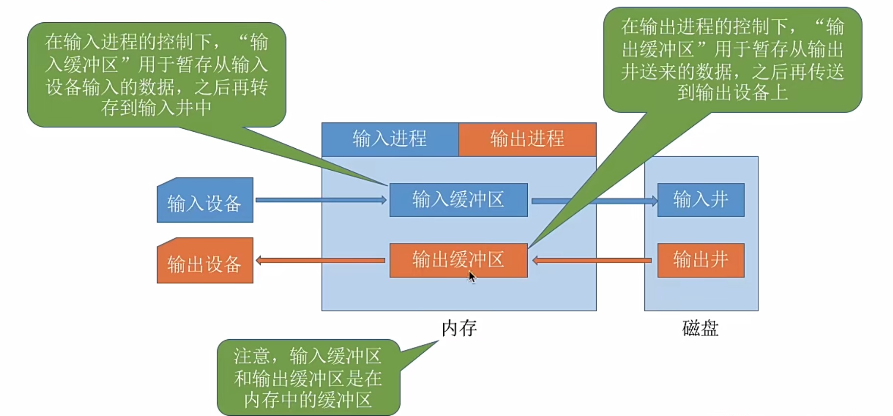 在输入进程的控制下，“输
入缓冲区”用于暂存从输入
设备输入的数据，之后再转
存到输入井中
在输出进程的控制下，“输
出缓冲区”用于暂存从输出
井送来的数据，之后再传送
到输出设备上
输入进程
输出进程
输入设备
输入缓冲区
输入井
输出设备
输出缓冲区
输出井
内存
磁盘
注意，输入缓冲区
和输出缓冲区是在
内存中的缓冲区